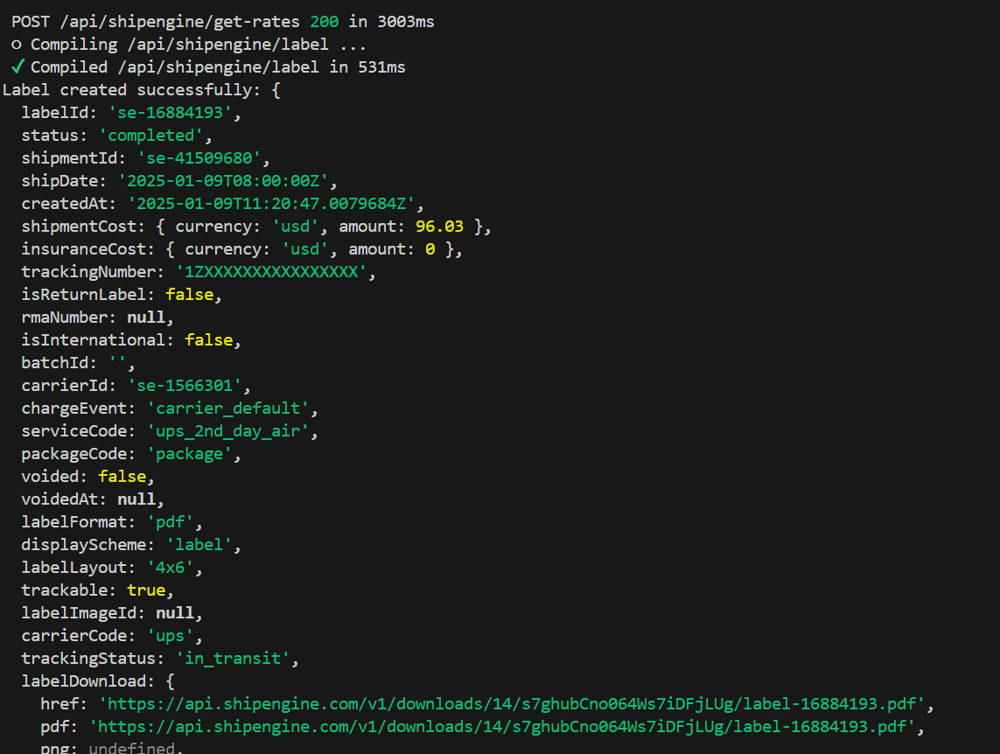 POST /api/shipengine/get-rates 200 in 3003ms
○ Compiling /api/shipengine/label ...
✓ Compiled /api/shipengine/label in 531ms
Label created successfully: {
  labelId: 'se-16884193',
  status: 'completed',
  shipmentId: 'se-41509680',
  shipDate: '2025-01-09T08:00:00Z',
  createdAt: '2025-01-09T11:20:47.0079684Z',
  shipmentCost: { currency: 'usd', amount: 96.03 },
  insuranceCost: { currency: 'usd', amount: 0 },
  trackingNumber: '1ZXXXXXXXXXXXXXXXX',
  isReturnLabel: false,
  rmaNumber: null,
  isInternational: false,
  batchId: '',
  carrierId: 'se-1566301',
  chargeEvent: 'carrier_default',
  serviceCode: 'ups_2nd_day_air',
  packageCode: 'package',
  voided: false,
  voidedAt: null,
  labelFormat: 'pdf',
  displayScheme: 'label',
  labelLayout: '4x6',
  trackable: true,
  labelImageId: null,
  carrierCode: 'ups',
  trackingStatus: 'in_transit',
  labelDownload: {
    href: 'https://api.shipengine.com/v1/downloads/14/s7ghubCno064Ws7iDFjLUg/label-16884193.pdf',
    pdf: 'https://api.shipengine.com/v1/downloads/14/s7ghubCno064Ws7iDFjLUg/label-16884193.pdf',
    png: undefined,